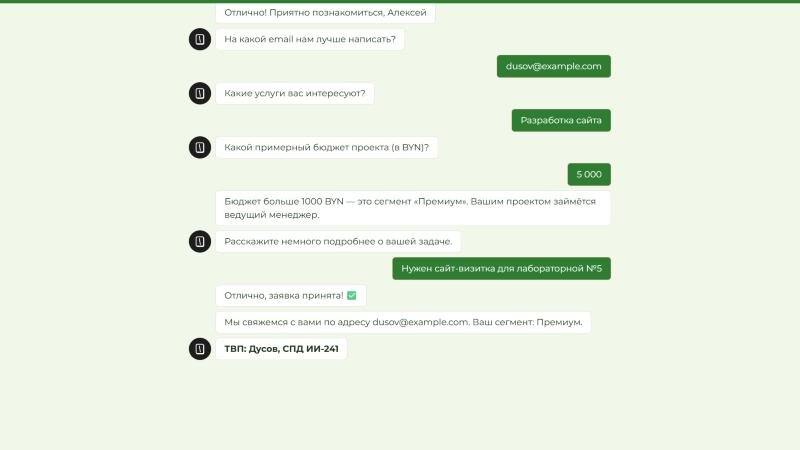 Отлично! Приятно познакомиться, Алексей
На какой email нам лучше написать?
dusov@example.com
Какие услуги вас интересуют?
Разработка сайта
Какой примерный бюджет проекта (в BYN)?
5 000
Бюджет больше 1000 BYN — это сегмент «Премиум». Вашим проектом займётся
ведущий менеджер.
Расскажите немного подробнее о вашей задаче.
Нужен сайт-визитка для лабораторной №5
Отлично, заявка принята! ✅
Мы свяжемся с вами по адресу dusov@example.com. Ваш сегмент: Премиум.
ТВП: Дусов, СПД ИИ-241